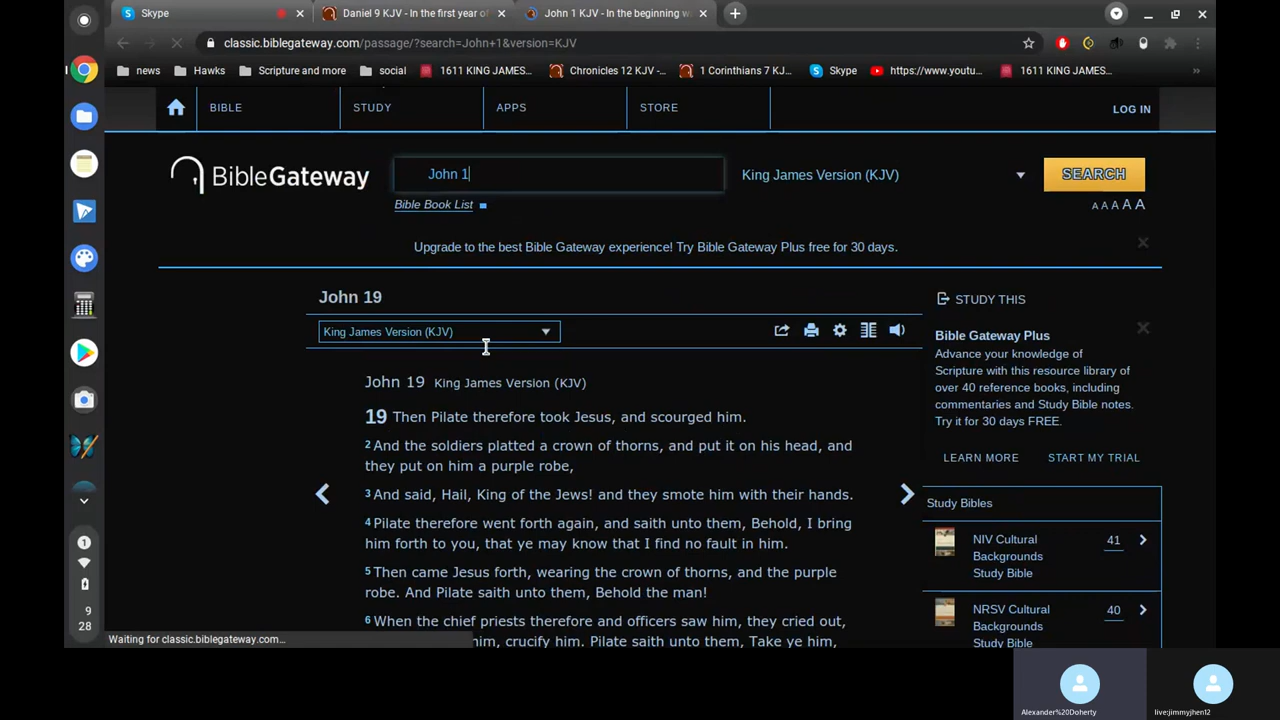 Skype
Daniel 9 KJV - In the first year of
John 1 KJV - In the beginning w
classic.biblegateway.com/passage/?search=John+1&version=KJV
news
Hawks
Scripture and more
social
1611 KING JAMES...
Chronicles 12 KJV -...
1 Corinthians 7 KJ...
Skype
https://www.youtu...
1611 KING JAMES...
»
BIBLE
STUDY
APPS
STORE
LOG IN
BibleGateway
John 1
King James Version (KJV)
SEARCH
Bible Book List
A A A A A
Upgrade to the best Bible Gateway experience! Try Bible Gateway Plus free for 30 days.
John 19
King James Version (KJV)
John 19 King James Version (KJV)
19 Then Pilate therefore took Jesus, and scourged him.
2 And the soldiers platted a crown of thorns, and put it on his head, and
they put on him a purple robe,
3 And said, Hail, King of the Jews! and they smote him with their hands.
4 Pilate therefore went forth again, and saith unto them, Behold, I bring
him forth to you, that ye may know that I find no fault in him.
5 Then came Jesus forth, wearing the crown of thorns, and the purple
robe. And Pilate saith unto them, Behold the man!
6 When the chief priests therefore and officers saw him, they cried out,
him, crucify him. Pilate saith unto them, Take ye him,
STUDY THIS
Bible Gateway Plus
Advance your knowledge of
Scripture with this resource library of
over 40 reference books, including
commentaries and Study Bible notes.
Try it for 30 days FREE.
LEARN MORE
START MY TRIAL
Study Bibles
NIV Cultural
Backgrounds
Study Bible
41
NRSV Cultural
Backgrounds
Study Bible
40
1
9
28
Waiting for classic.biblegateway.com...
Alexander%20Doherty
live:jimmyjhen12